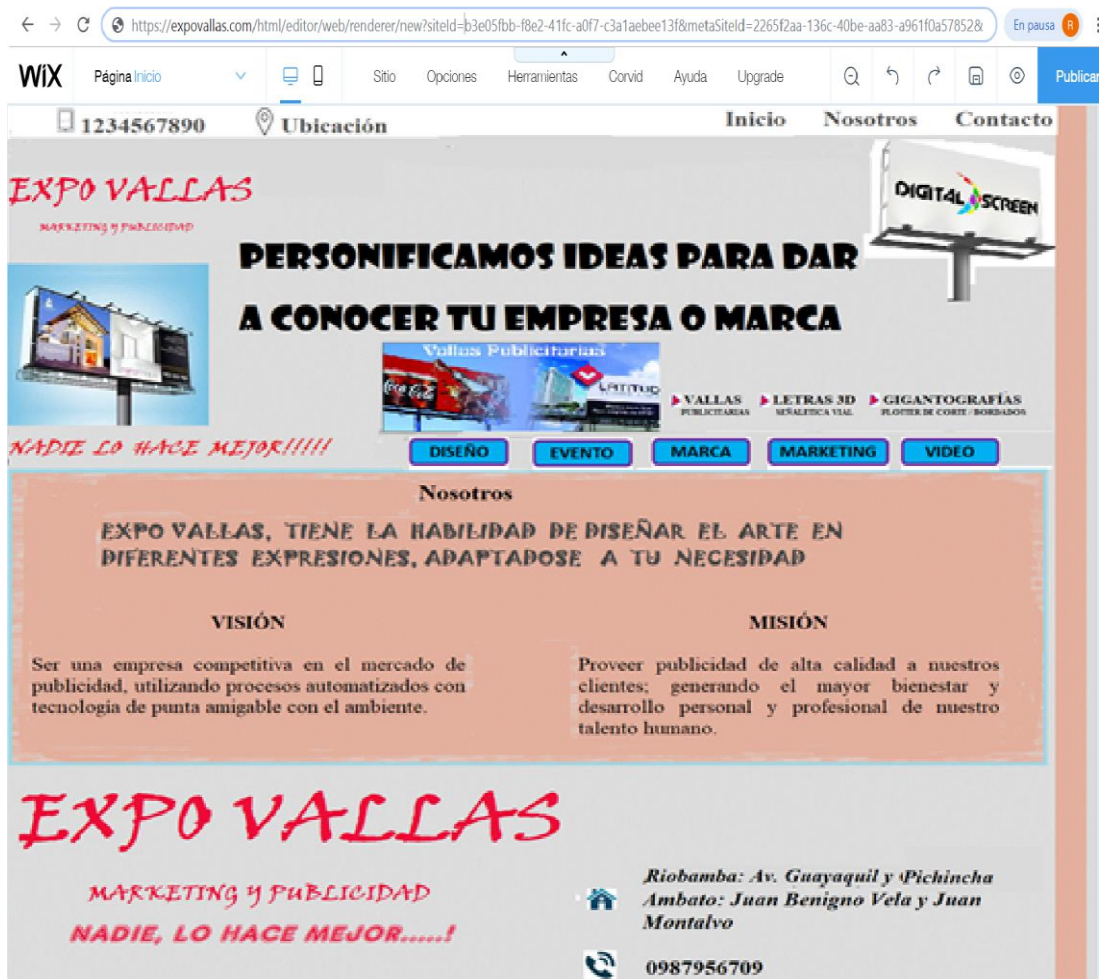 https://expovallas.com/html/editor/web/renderer/new?siteId=b3e05fbb-f8e2-41fc-a0f7-c3a1aebee13f&metaSiteId=2265f2aa-136c-40be-aa83-a961f0a57852& En pausa R
WiX Página Inicio Sitio Opciones Herramientas Corvid Ayuda Upgrade Publicar
1234567890 Ubicación Inicio Nosotros Contacto
EXPO VALLAS
MARKETING Y PUBLICIDAD
DIGITAL SCREEN
PERSONIFICAMOS IDEAS PARA DAR
A CONOCER TU EMPRESA O MARCA
Vallas Publicitarias
Coca Cola
LATITUD
VALLAS LETRAS 3D GIGANTOGRAFÍAS
PUBLICITARIAS SEÑALETICA VIAL PLOTTER DE CORTE / BORDADOS
NADIE LO HACE MEJOR!!!!!
DISEÑO EVENTO MARCA MARKETING VIDEO
Nosotros
EXPO VALLAS, TIENE LA HABILIDAD DE DISEÑAR EL ARTE EN
DIFERENTES EXPRESIONES, ADAPTADOSE A TU NECESIDAD
VISIÓN
Ser una empresa competitiva en el mercado de
publicidad, utilizando procesos automatizados con
tecnologia de punta amigable con el ambiente.
MISIÓN
Proveer publicidad de alta calidad a nuestros
clientes; generando el mayor bienestar y
desarrollo personal y profesional de nuestro
talento humano.
EXPO VALLAS
MARKETING Y PUBLICIDAD
NADIE, LO HACE MEJOR.....!
Riobamba: Av. Guayaquil y Pichincha
Ambato: Juan Benigno Vela y Juan
Montalvo
0987956709